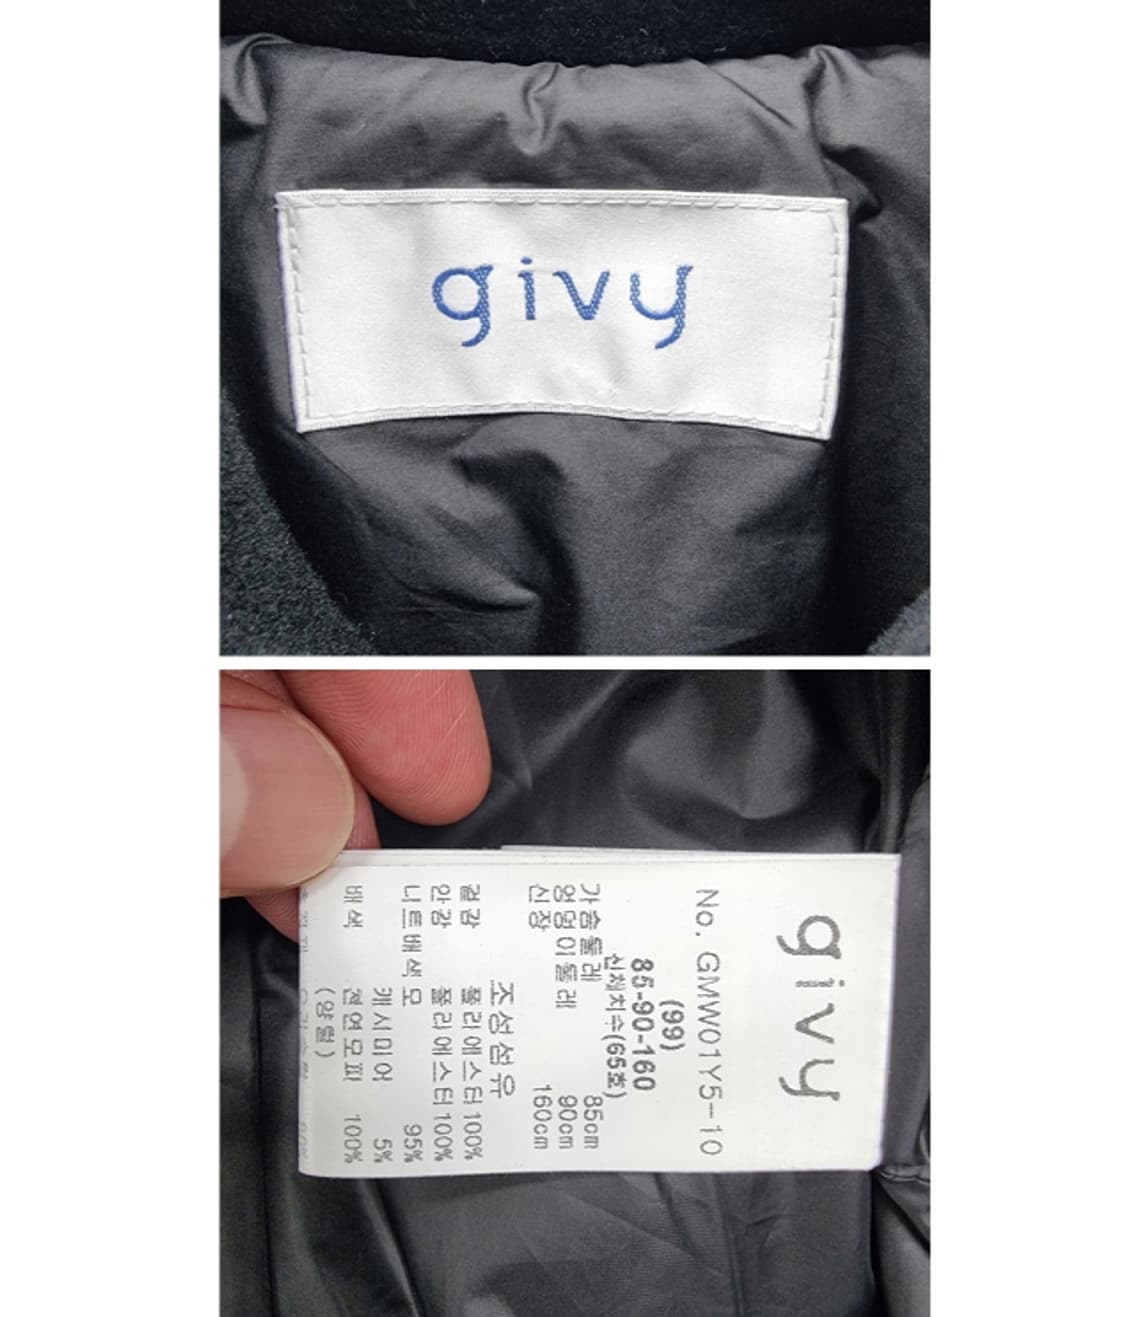 givy
givy
No. GMW01Y5-10
(99)
85-90-160
신체치수(65호)
가슴둘레 85cm
엉덩이둘레 90cm
신장 160cm
조성섬유
겉감 폴리에스터 100%
안감 폴리에스터 100%
니트배색 모 95%
캐시미어 5%
배색 천연모피 100%
(양털)